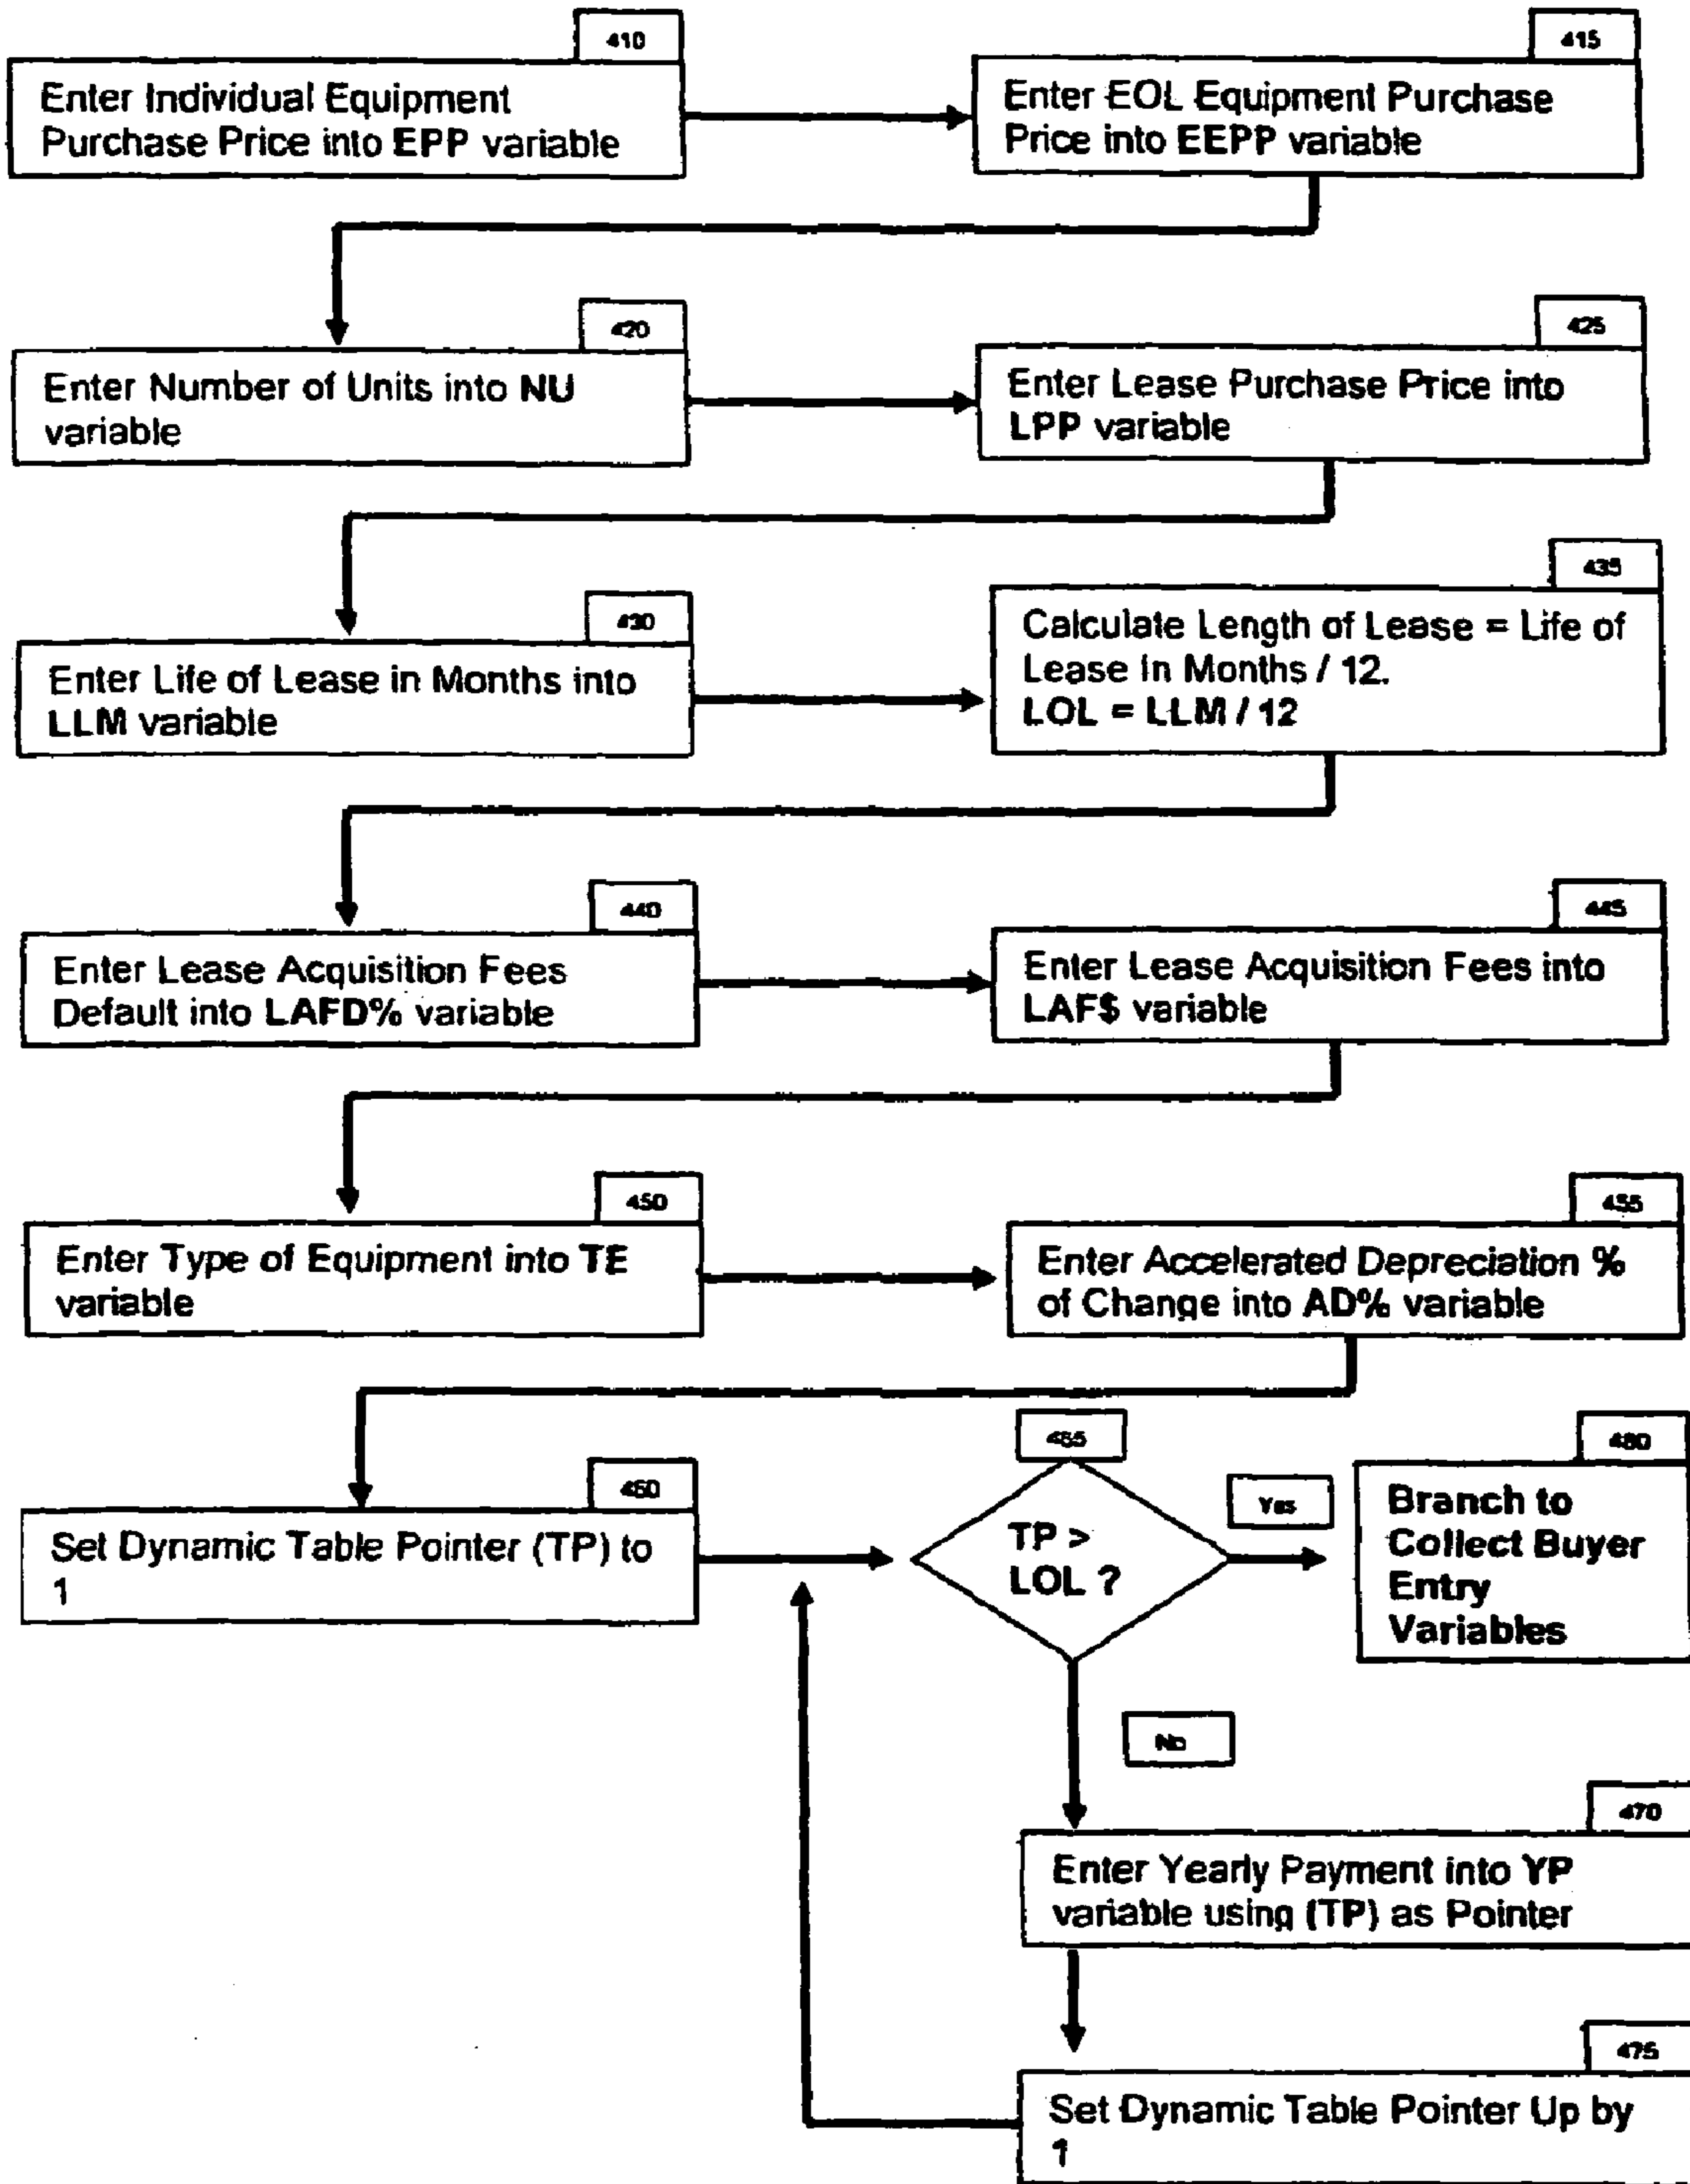 410
Enter Individual Equipment
Purchase Price into EPP variable
415
Enter EOL Equipment Purchase
Price into EEPP variable
420
Enter Number of Units into NU
variable
425
Enter Lease Purchase Price into
LPP variable
430
Enter Life of Lease in Months into
LLM variable
435
Calculate Length of Lease = Life of
Lease in Months / 12.
LOL = LLM / 12
440
Enter Lease Acquisition Fees
Default into LAFD% variable
445
Enter Lease Acquisition Fees into
LAF$ variable
450
Enter Type of Equipment into TE
variable
455
Enter Accelerated Depreciation %
of Change into AD% variable
460
Set Dynamic Table Pointer (TP) to
1
465
TP >
LOL ?
Yes
480
Branch to
Collect Buyer
Entry
Variables
No
470
Enter Yearly Payment into YP
variable using (TP) as Pointer
475
Set Dynamic Table Pointer Up by
1